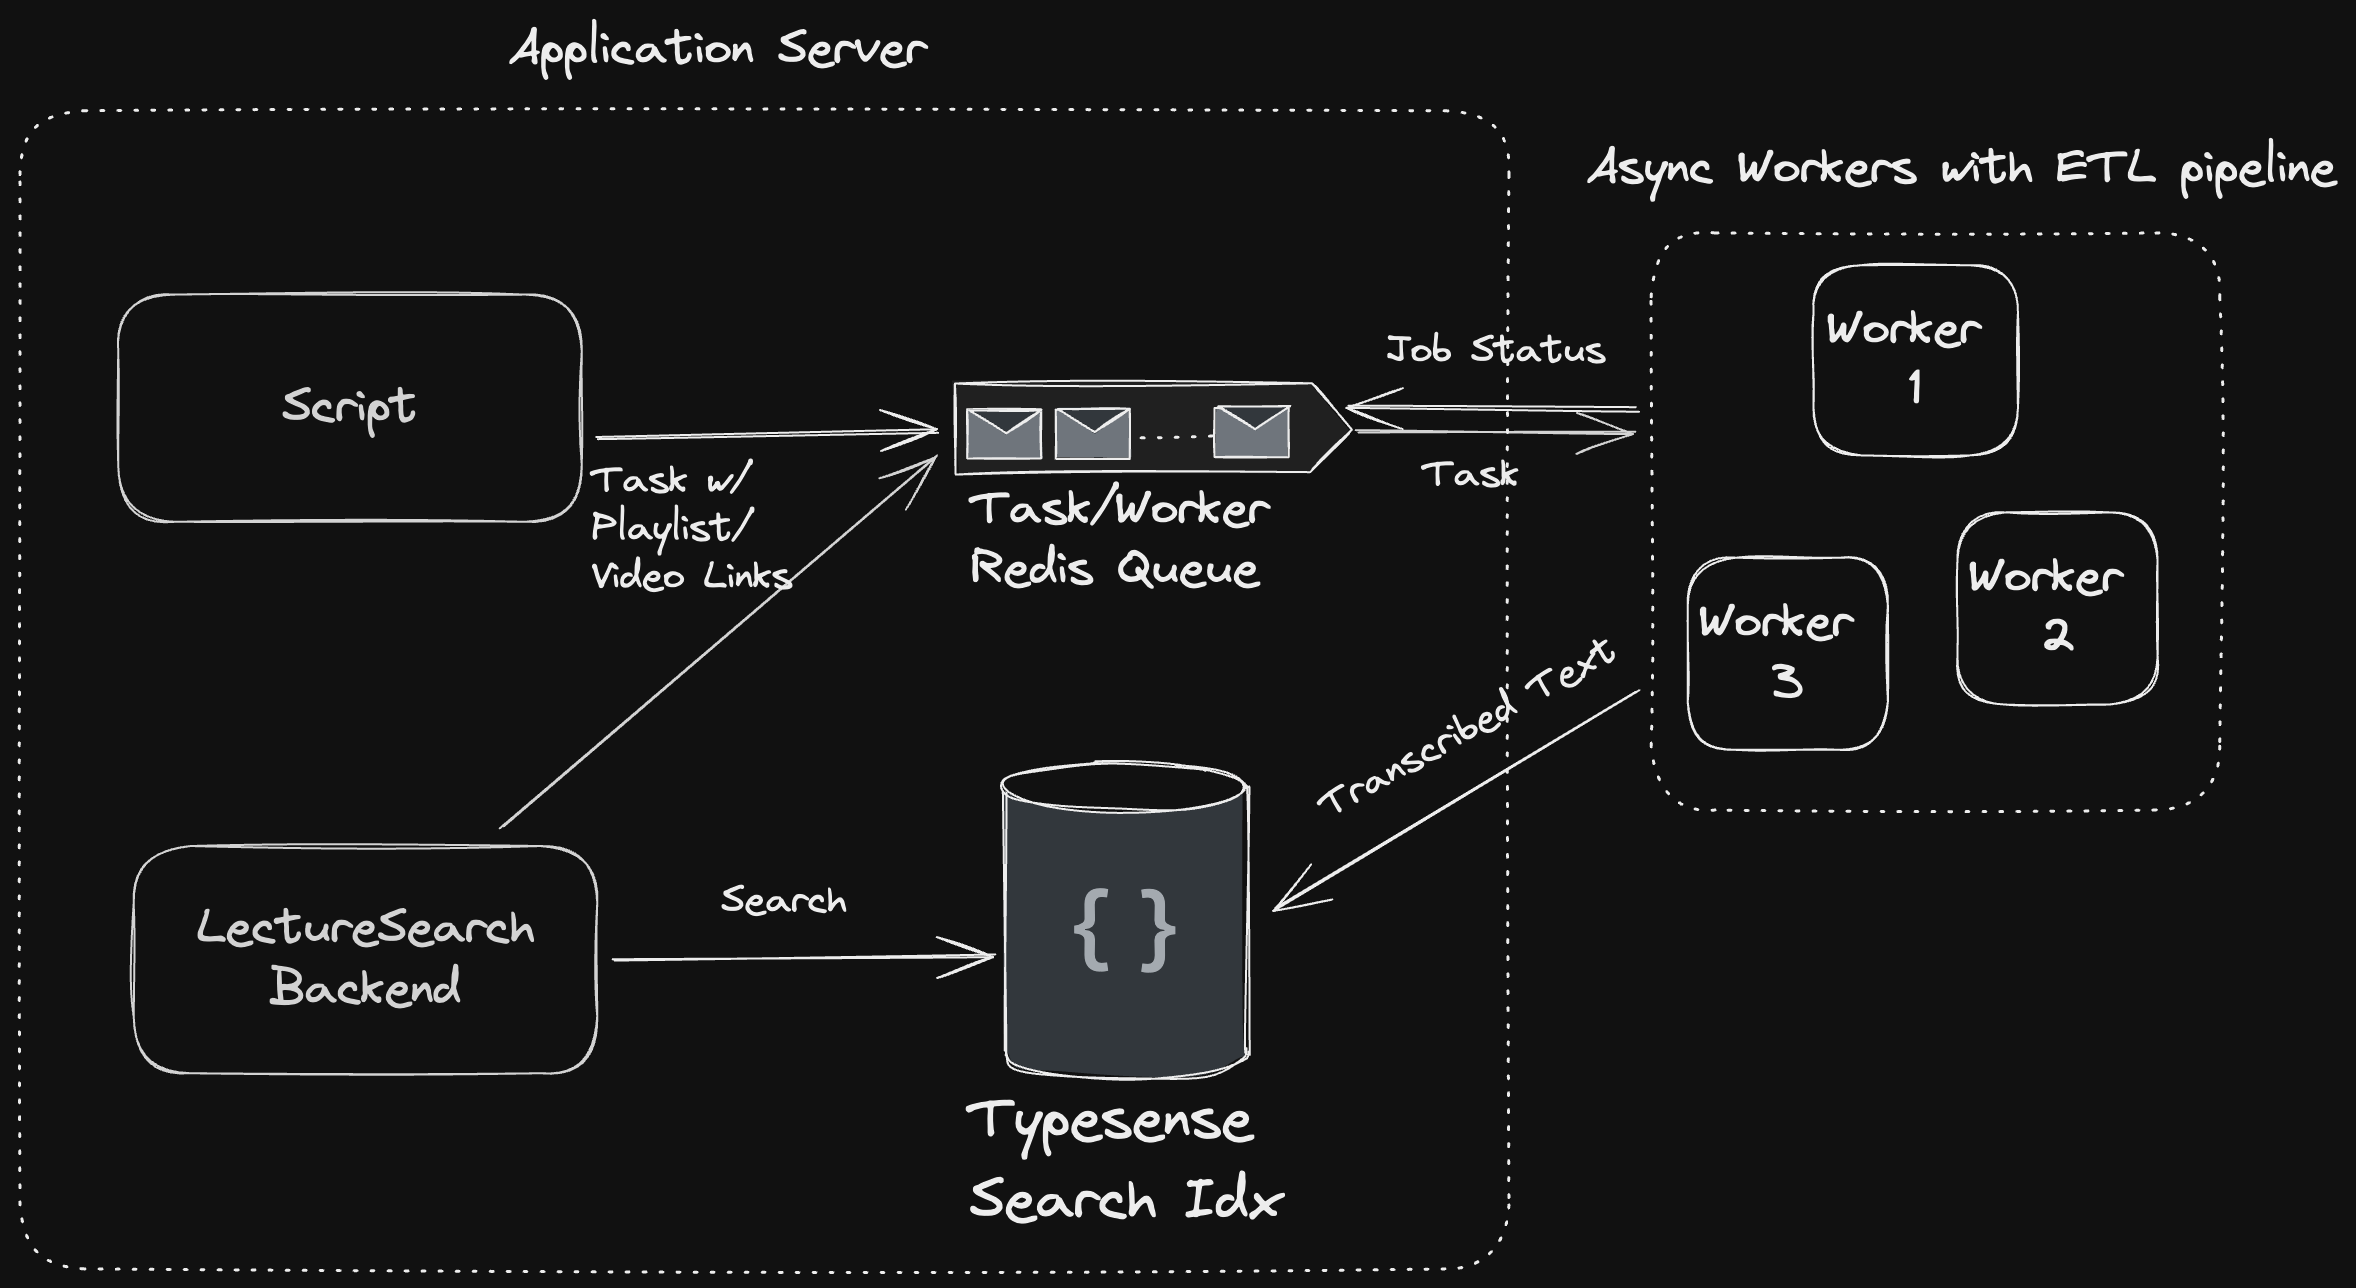 Application Server
Async Workers with ETL pipeline
Script
Task w/
Playlist/
Video Links
Task/Worker
Redis Queue
Job Status
Task
Worker
1
Worker
2
Worker
3
Transcribed Text
LectureSearch
Backend
Search
{ }
Typesense
Search Idx